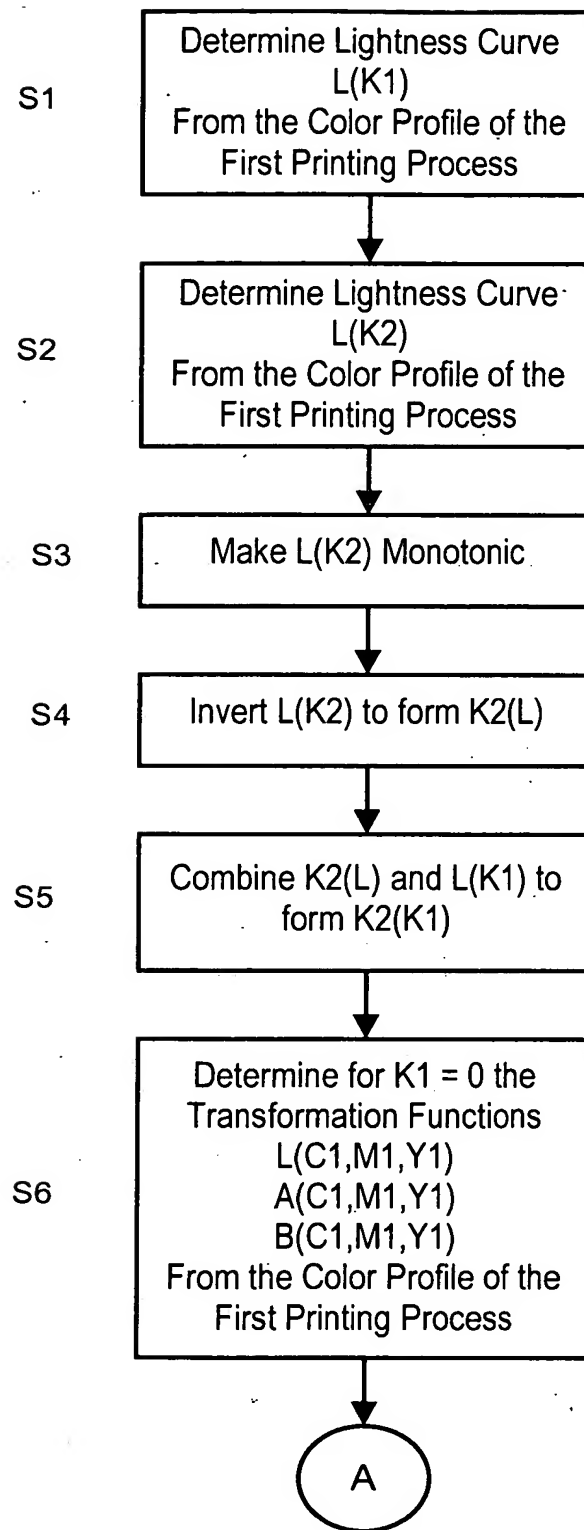 S1
Determine Lightness Curve
L(K1)
From the Color Profile of the
First Printing Process
S2
Determine Lightness Curve
L(K2)
From the Color Profile of the
First Printing Process
S3
Make L(K2) Monotonic
S4
Invert L(K2) to form K2(L)
S5
Combine K2(L) and L(K1) to
form K2(K1)
S6
Determine for K1 = 0 the
Transformation Functions
L(C1,M1,Y1)
A(C1,M1,Y1)
B(C1,M1,Y1)
From the Color Profile of the
First Printing Process
A